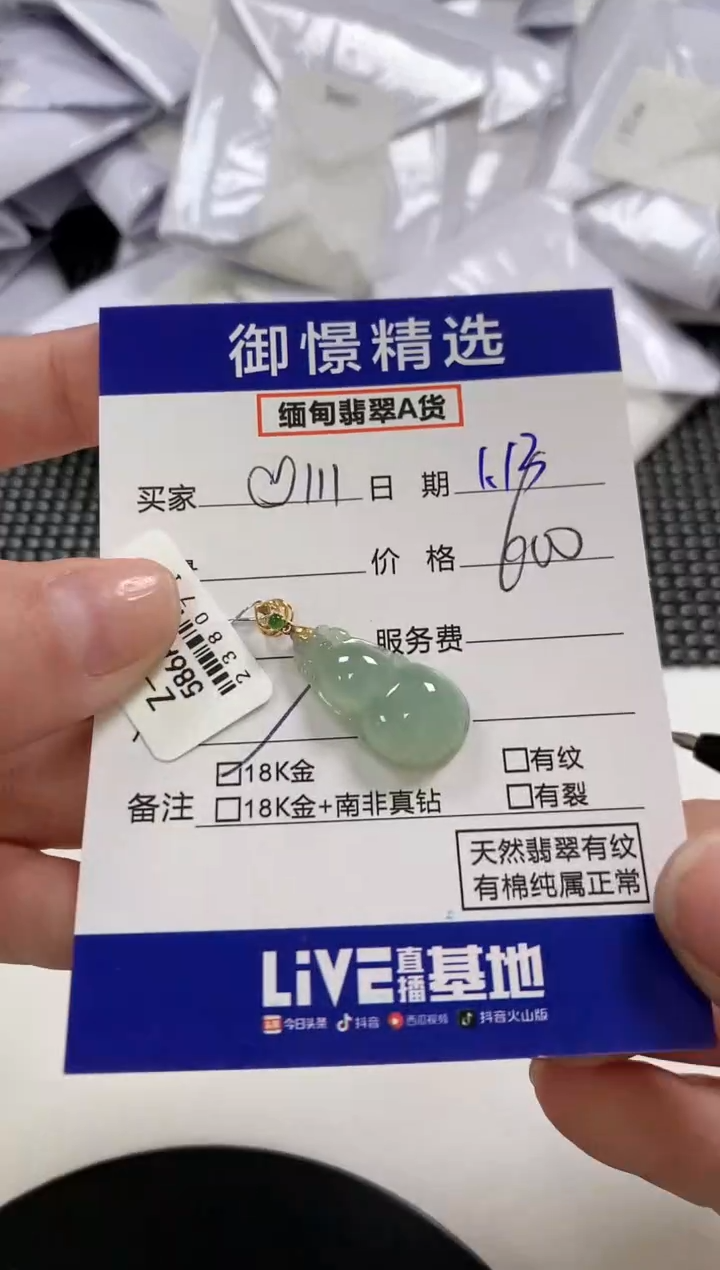 御憬精选
缅甸翡翠A货
买家 ♡111 日 期 1.13
价 格 600
服务费
18K金 有纹
备注 18K金+南非真钻 有裂
天然翡翠有纹
有棉纯属正常
LiVE直播基地
今日头条 抖音 西瓜视频 抖音火山版